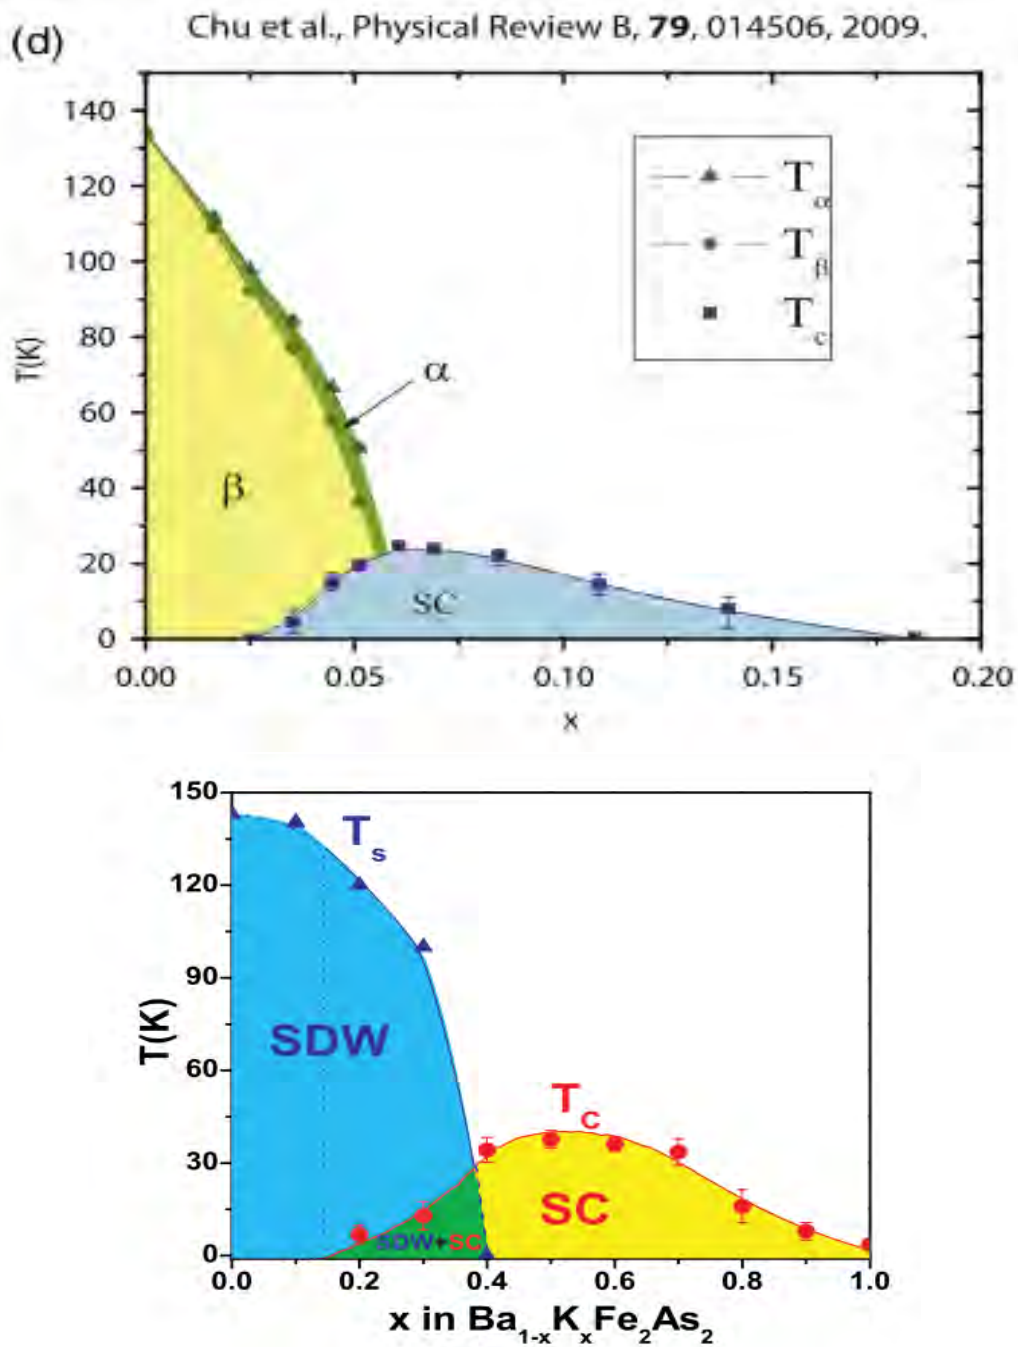 (d)
Chu et al., Physical Review B, 79, 014506, 2009.
140
120
100
80
60
40
20
0
T(K)
Tα
Tβ
Tc
α
β
SC
0.00 0.05 0.10 0.15 0.20
x
150
120
90
60
30
0
T(K)
Ts
SDW
Tc
SC
SDW+SC
0.0 0.2 0.4 0.6 0.8 1.0
x in Ba1-xKxFe2As2